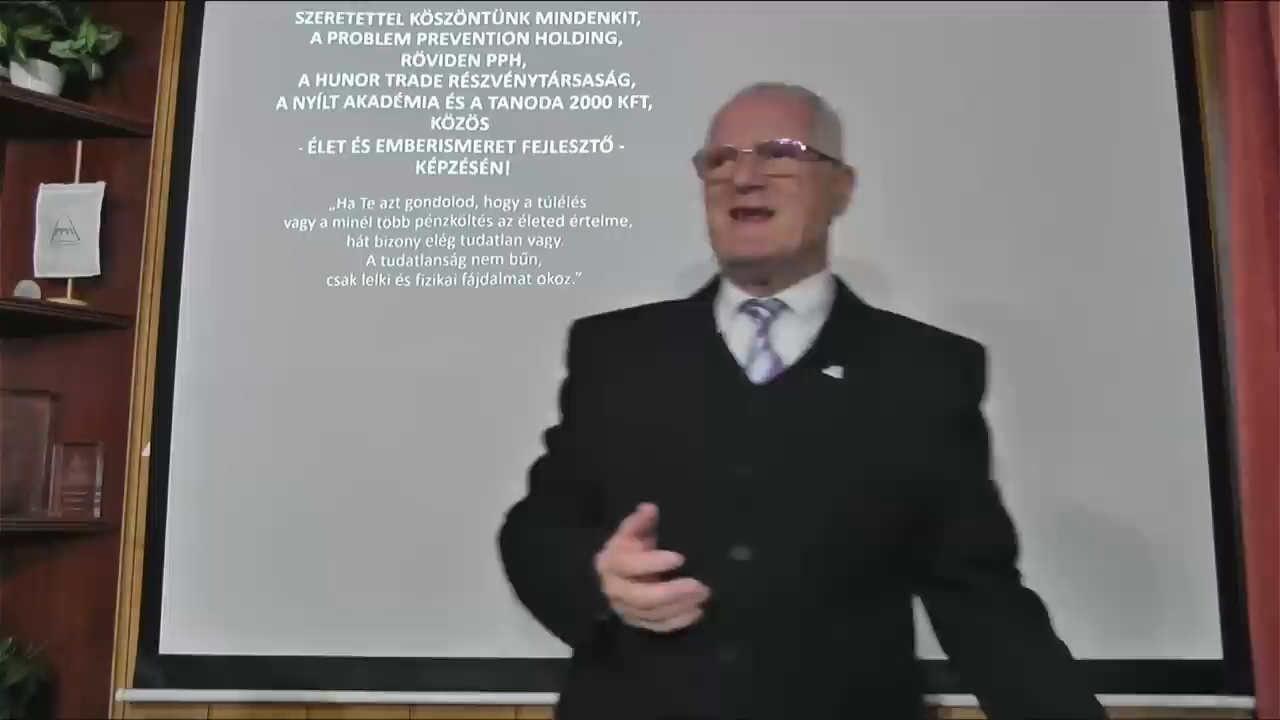 SZERETETTEL KÖSZÖNTÜNK MINDENKIT,
A PROBLEM PREVENTION HOLDING,
RÖVIDEN PPH,
A HUNOR TRADE RÉSZVÉNYTÁRSASÁG,
A NYÍLT AKADÉMIA ÉS A TANODA 2000 KFT,
KÖZÖS
- ÉLET ÉS EMBERISMERET FEJLESZTŐ -
KÉPZÉSÉN!
„Ha Te azt gondolod, hogy a túlélés
vagy a minél több pénzköltés az életed értelme,
hát bizony elég tudatlan vagy.
A tudatlanság nem bűn,
csak lelki és fizikai fájdalmat okoz.”